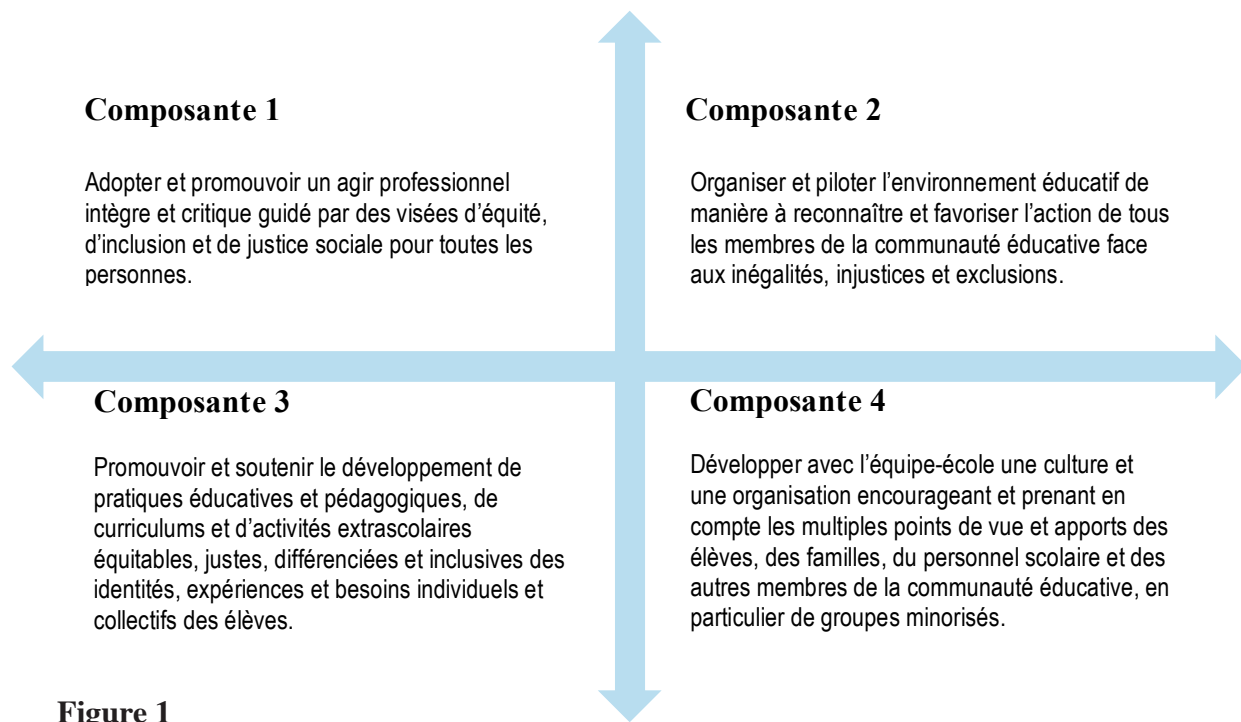 Composante 1
Adopter et promouvoir un agir professionnel
intègre et critique guidé par des visées d’équité,
d’inclusion et de justice sociale pour toutes les
personnes.
Composante 2
Organiser et piloter l’environnement éducatif de
manière à reconnaître et favoriser l’action de tous
les membres de la communauté éducative face
aux inégalités, injustices et exclusions.
Composante 3
Promouvoir et soutenir le développement de
pratiques éducatives et pédagogiques, de
curriculums et d’activités extrascolaires
équitables, justes, différenciées et inclusives des
identités, expériences et besoins individuels et
collectifs des élèves.
Composante 4
Développer avec l’équipe-école une culture et
une organisation encourageant et prenant en
compte les multiples points de vue et apports des
élèves, des familles, du personnel scolaire et des
autres membres de la communauté éducative, en
particulier de groupes minorisés.
Figure 1